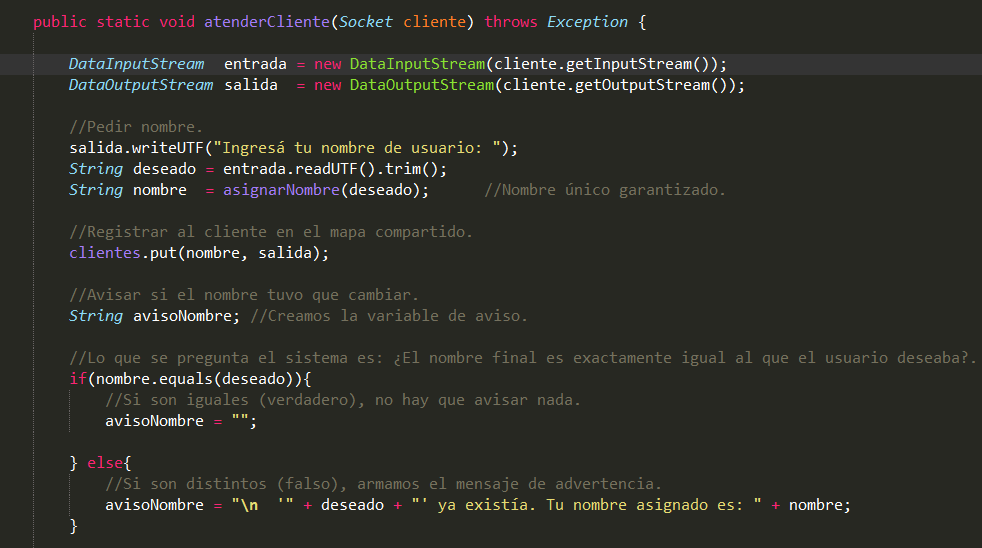 public static void atenderCliente(Socket cliente) throws Exception {
DataInputStream  entrada = new DataInputStream(cliente.getInputStream());
DataOutputStream salida  = new DataOutputStream(cliente.getOutputStream());
//Pedir nombre.
salida.writeUTF("Ingresá tu nombre de usuario: ");
String deseado = entrada.readUTF().trim();
String nombre  = asignarNombre(deseado);      //Nombre único garantizado.
//Registrar al cliente en el mapa compartido.
clientes.put(nombre, salida);
//Avisar si el nombre tuvo que cambiar.
String avisoNombre; //Creamos la variable de aviso.
//Lo que se pregunta el sistema es: ¿El nombre final es exactamente igual al que el usuario deseaba?.
if(nombre.equals(deseado)){
//Si son iguales (verdadero), no hay que avisar nada.
avisoNombre = "";
} else{
//Si son distintos (falso), armamos el mensaje de advertencia.
avisoNombre = "\n  '" + deseado + "' ya existía. Tu nombre asignado es: " + nombre;
}